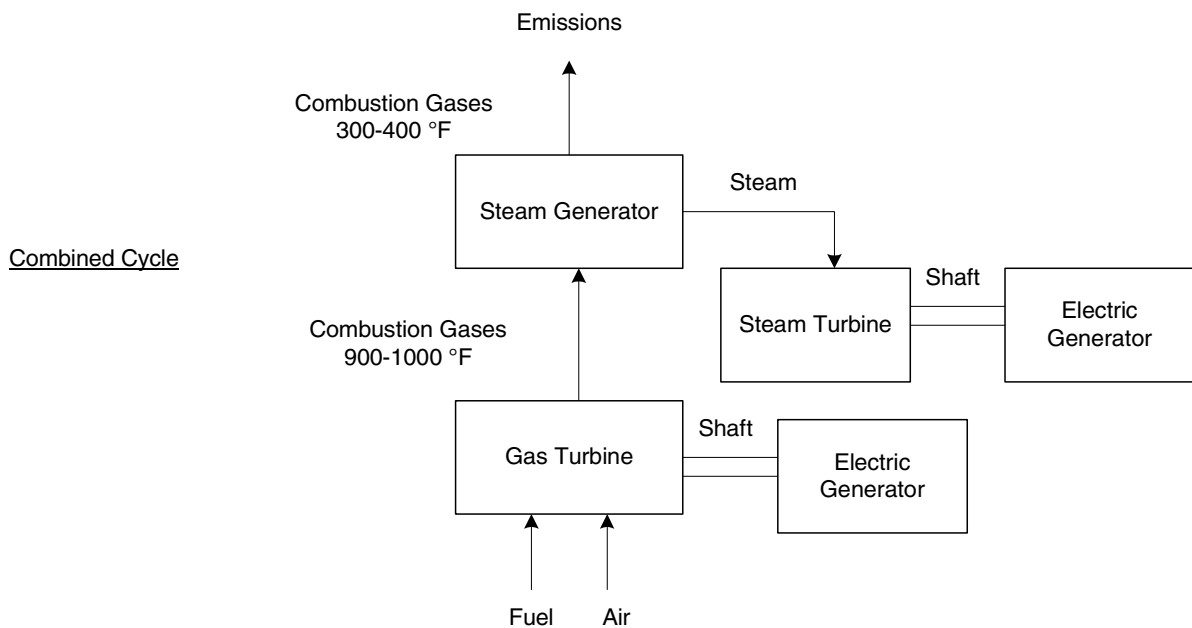 Emissions
Combustion Gases
300-400 °F
Steam Generator
Steam
Combined Cycle
Combustion Gases
900-1000 °F
Steam Turbine
Shaft
Electric
Generator
Gas Turbine
Shaft
Electric
Generator
Fuel
Air